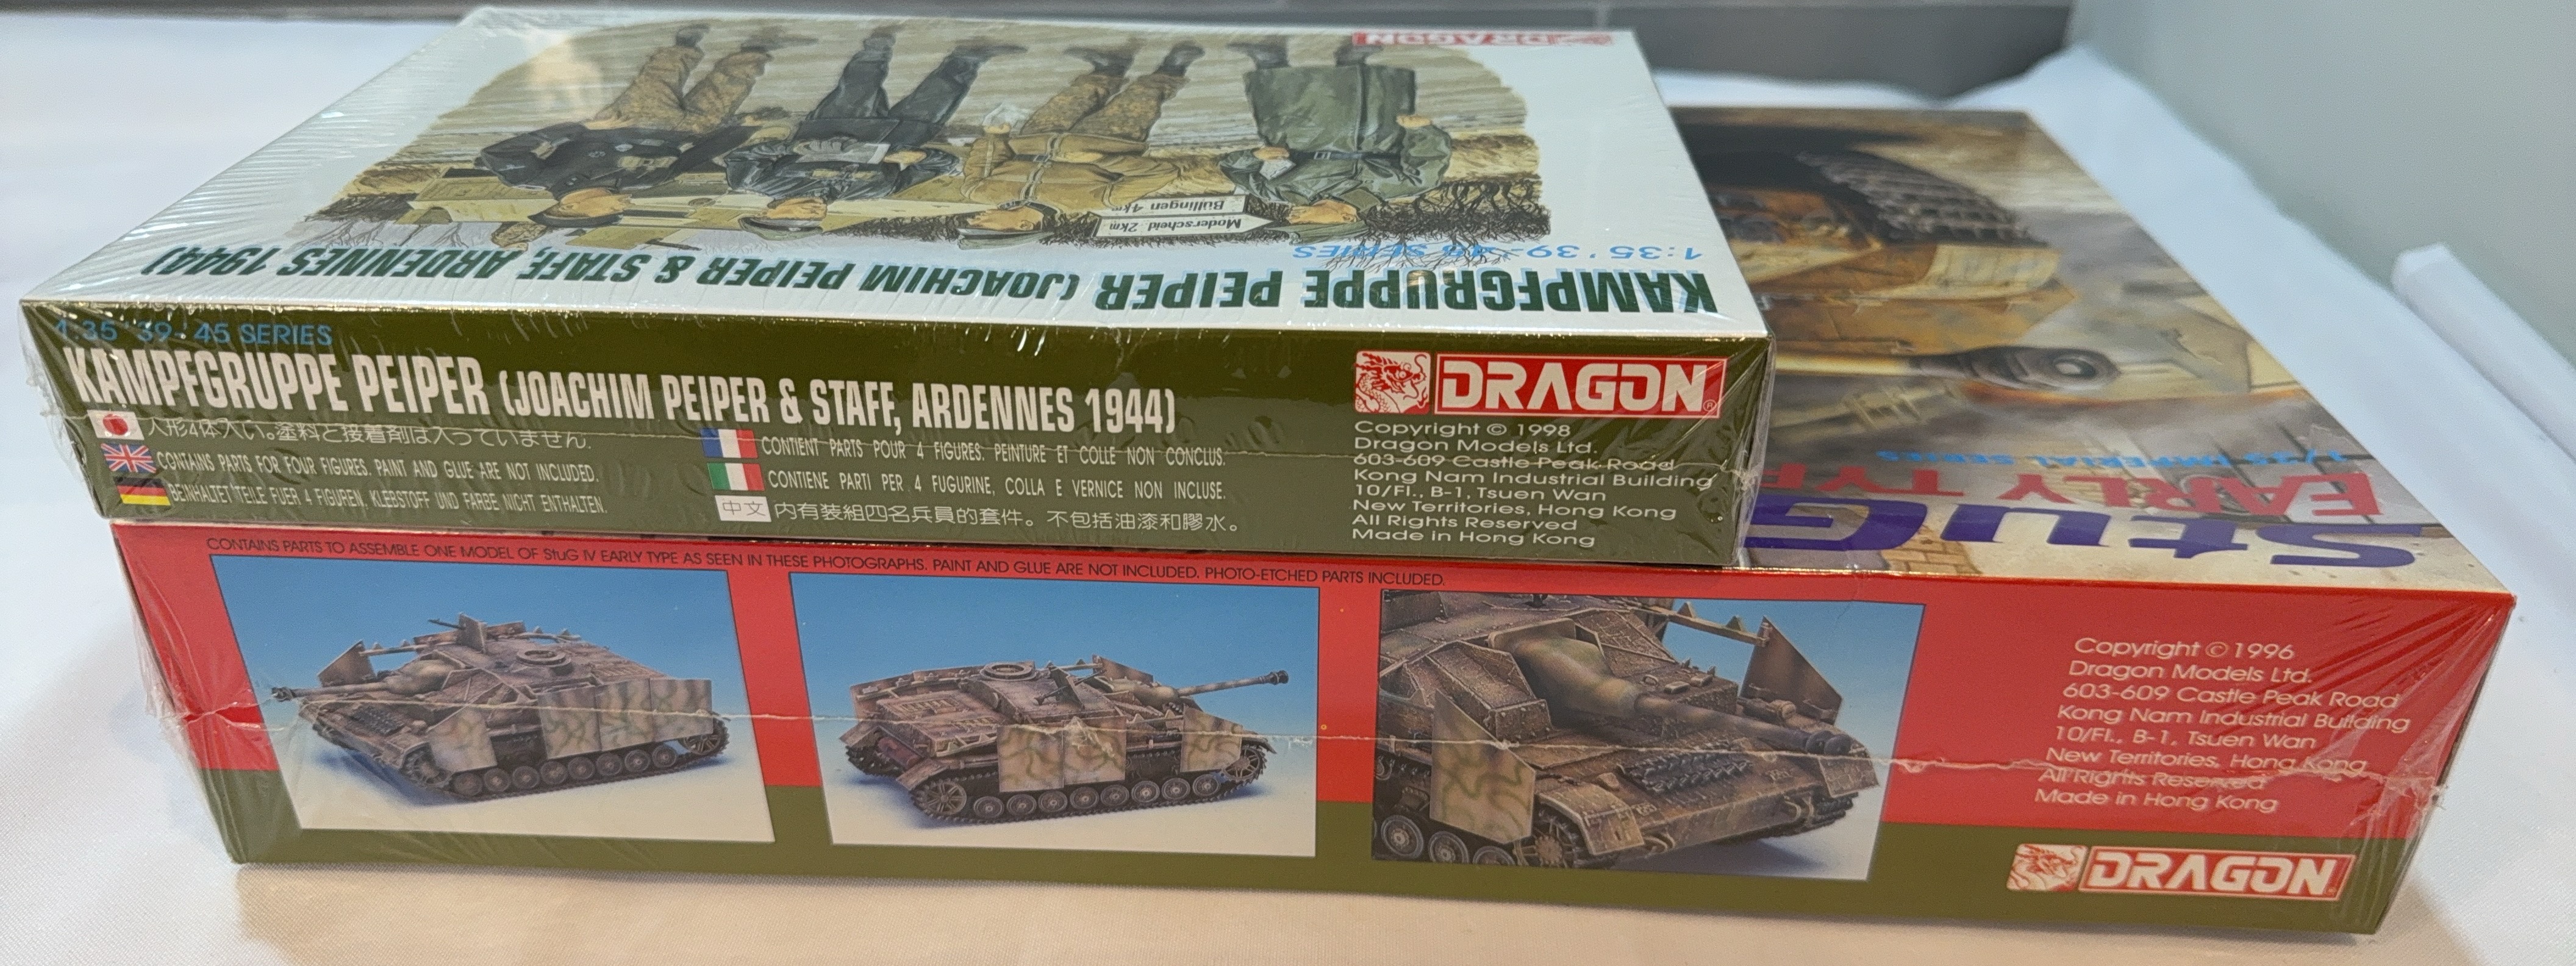 DRAGON
Moderscheid 2km
Büllingen 4km
1:35 '39-'45 SERIES
KAMPFGRUPPE PEIPER (JOACHIM PEIPER & STAFF, ARDENNES 1944)
1:35 '39-'45 SERIES
KAMPFGRUPPE PEIPER (JOACHIM PEIPER & STAFF, ARDENNES 1944)
人形4体入い。塗料と接着剤は入っていません.
CONTAINS PARTS FOR FOUR FIGURES. PAINT AND GLUE ARE NOT INCLUDED.
BEINHALTET TEILE FUER 4 FIGUREN, KLEBSTOFF UND FARBE NICHT ENTHALTEN.
CONTIENT PARTS POUR 4 FIGURES. PEINTURE ET COLLE NON CONCLUS.
CONTIENE PARTI PER 4 FUGURINE, COLLA E VERNICE NON INCLUSE.
中文 内有装組四名兵員的套件。不包括油漆和膠水。
DRAGON®
Copyright © 1998
Dragon Models Ltd.
603-609 Castle Peak Road
Kong Nam Industrial Building
10/Fl., B-1, Tsuen Wan
New Territories, Hong Kong
All Rights Reserved
Made in Hong Kong
1/35 IMPERIAL SERIES
EARLY TYP
StuG
CONTAINS PARTS TO ASSEMBLE ONE MODEL OF StuG IV EARLY TYPE AS SEEN IN THESE PHOTOGRAPHS. PAINT AND GLUE ARE NOT INCLUDED. PHOTO-ETCHED PARTS INCLUDED.
Copyright © 1996
Dragon Models Ltd.
603-609 Castle Peak Road
Kong Nam Industrial Building
10/Fl., B-1, Tsuen Wan
New Territories, Hong Kong
All Rights Reserved
Made in Hong Kong
DRAGON